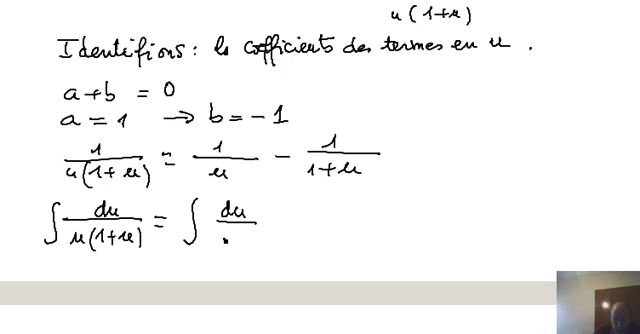 u(1+u)
Identifions : les coefficients des termes en u .
a+b = 0
a = 1 → b = -1
1/u(1+u) = 1/u - 1/1+u
∫ du/u(1+u) = ∫ du/